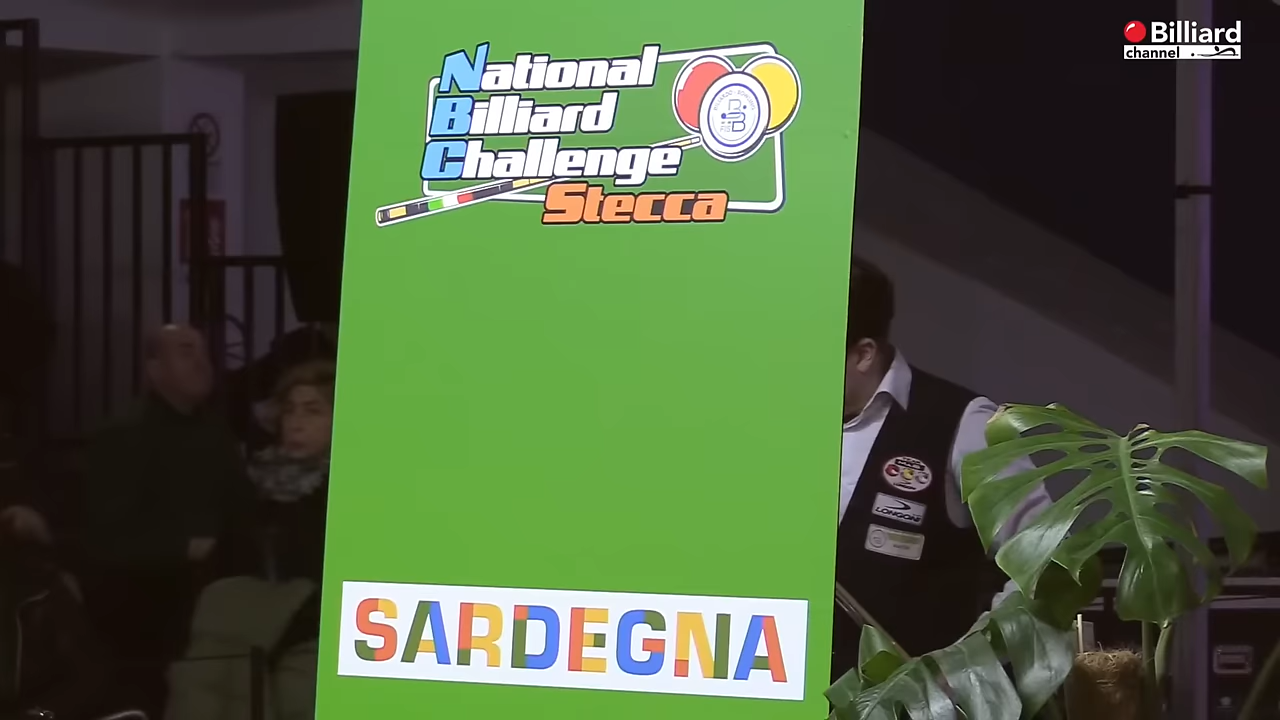 Billiard
channel
National
Billiard
Challenge
Stecca
LONGONI
SARDEGNA